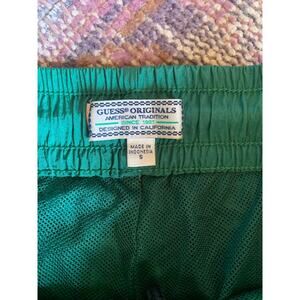 GUESS® ORIGINALS
AMERICAN TRADITION
SINCE 1981
DESIGNED IN CALIFORNIA
MADE IN
INDONESIA
S